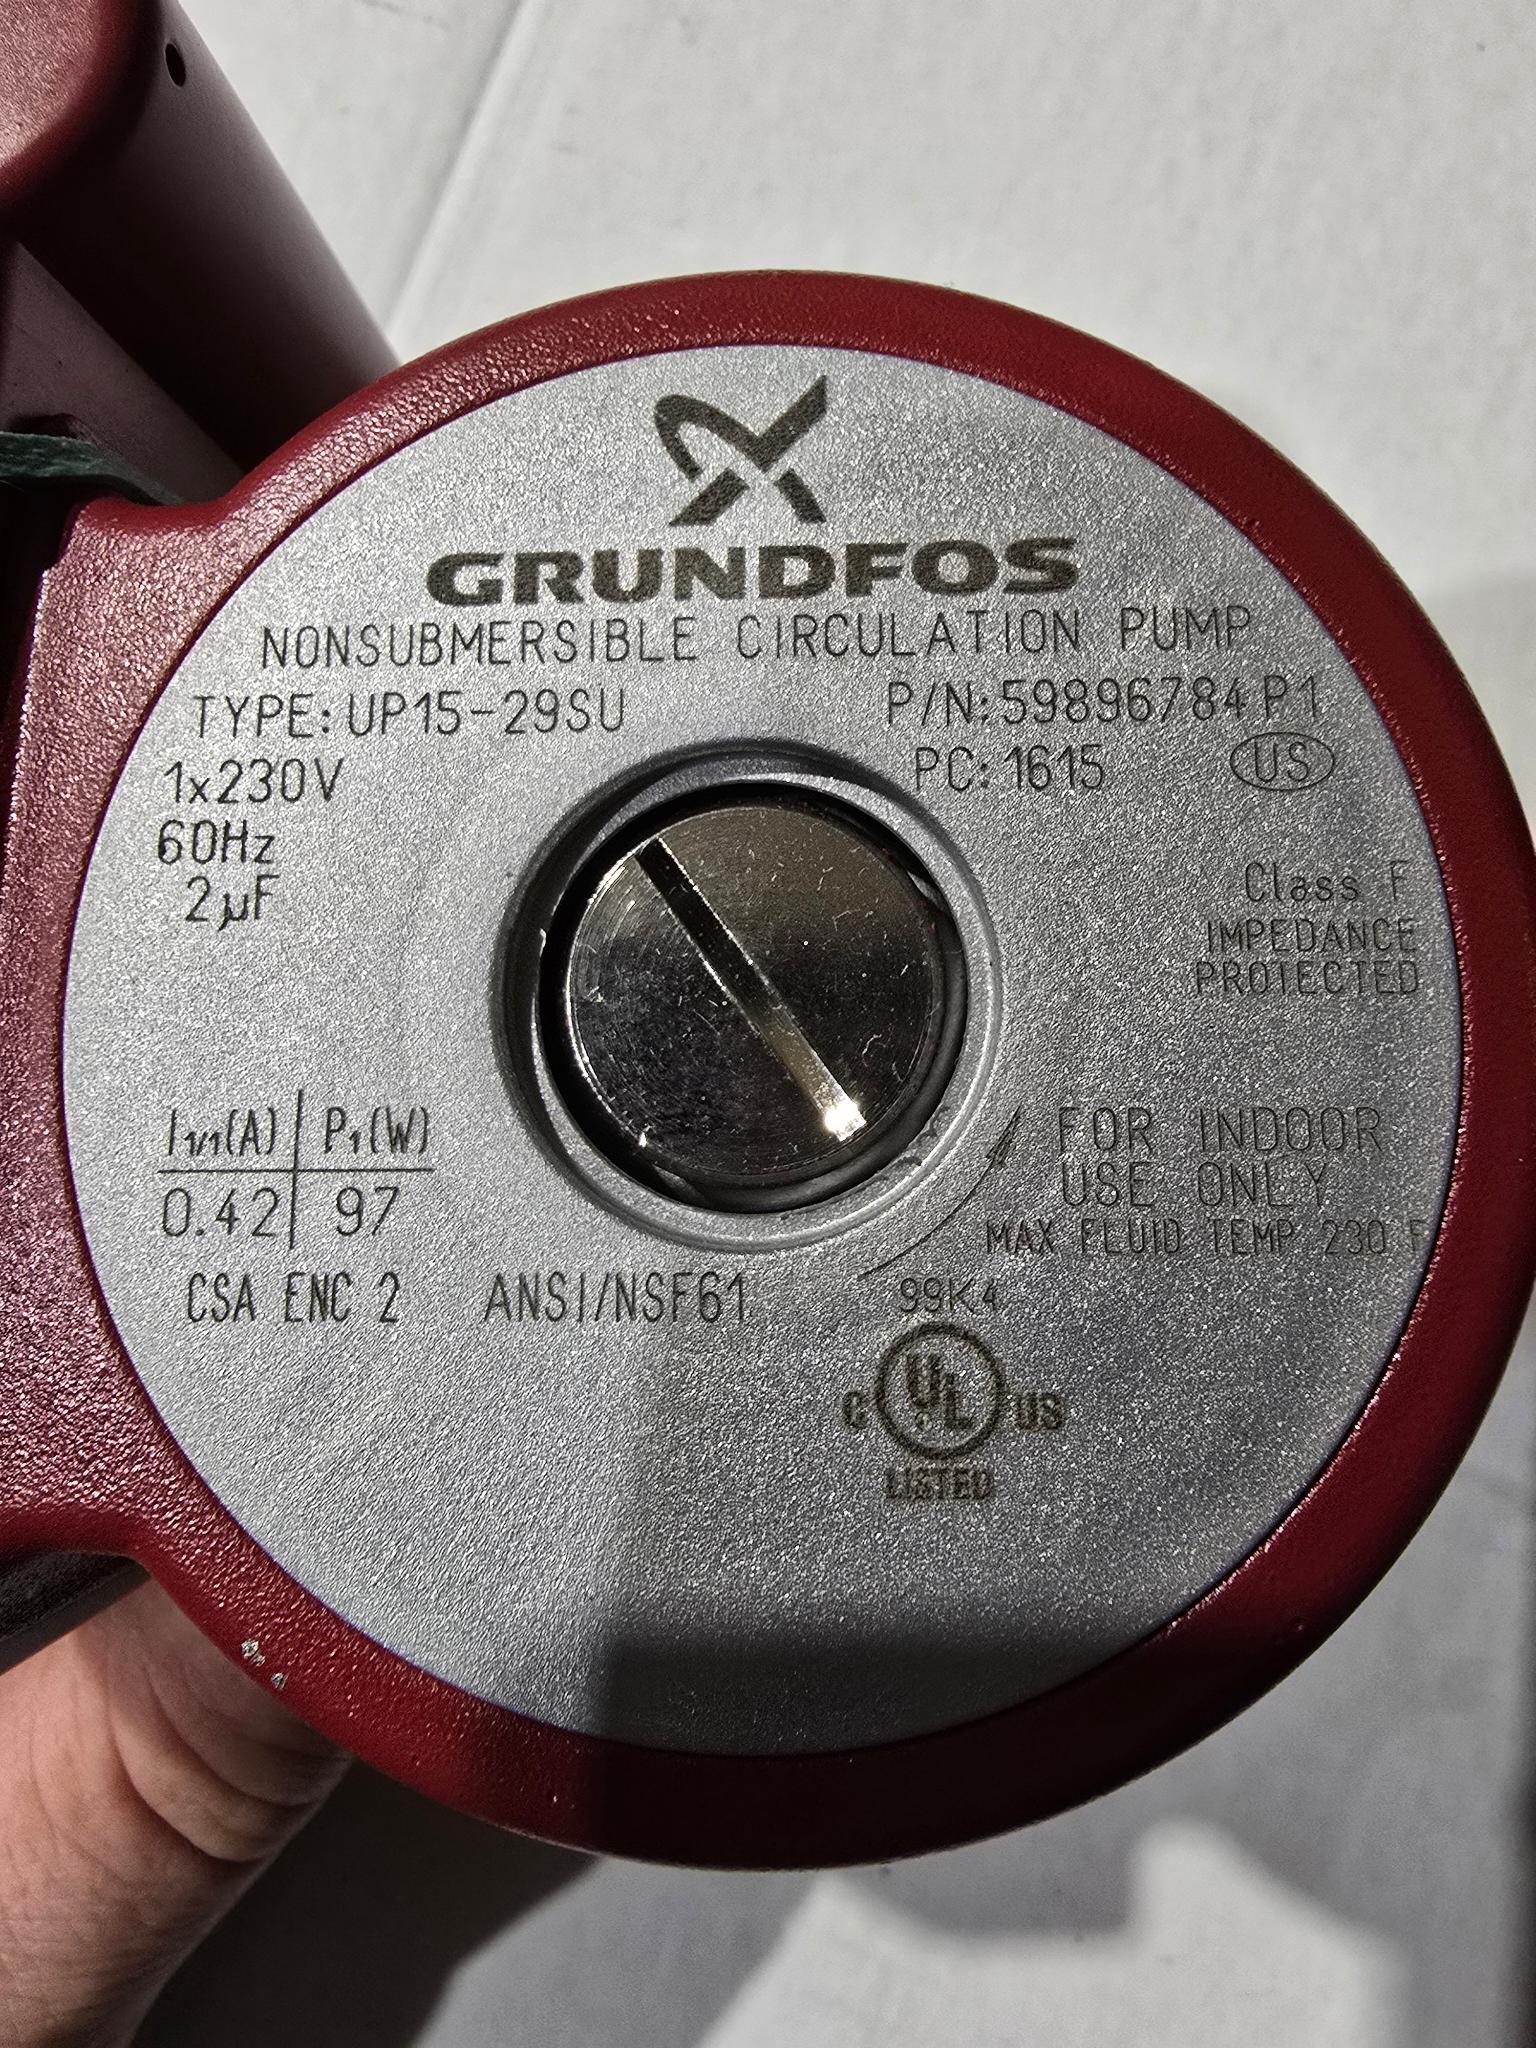 GRUNDFOS
NONSUBMERSIBLE CIRCULATION PUMP
TYPE: UP15-29SU
P/N: 59896784 P1
1x230V
PC: 1615
US
60Hz
2µF
Class F
IMPEDANCE
PROTECTED
I1/1(A) P1(W)
0.42 97
FOR INDOOR
USE ONLY
MAX FLUID TEMP 230 F
CSA ENC 2 ANSI/NSF61
99K4
C UL US
LISTED